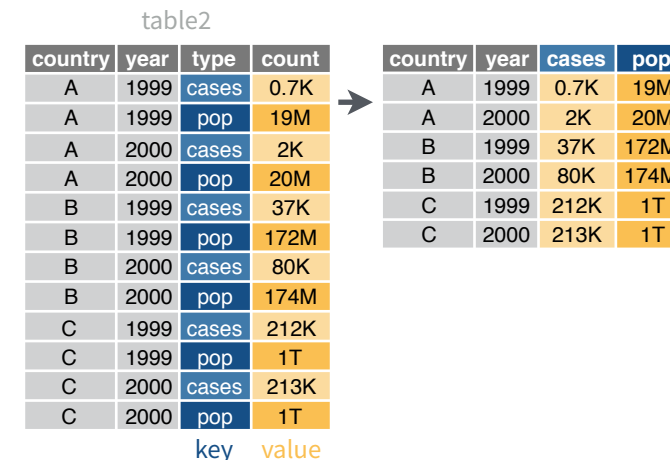 table2
country year type count
A 1999 cases 0.7K
A 1999 pop 19M
A 2000 cases 2K
A 2000 pop 20M
B 1999 cases 37K
B 1999 pop 172M
B 2000 cases 80K
B 2000 pop 174M
C 1999 cases 212K
C 1999 pop 1T
C 2000 cases 213K
C 2000 pop 1T
key value
country year cases pop
A 1999 0.7K 19M
A 2000 2K 20M
B 1999 37K 172M
B 2000 80K 174M
C 1999 212K 1T
C 2000 213K 1T